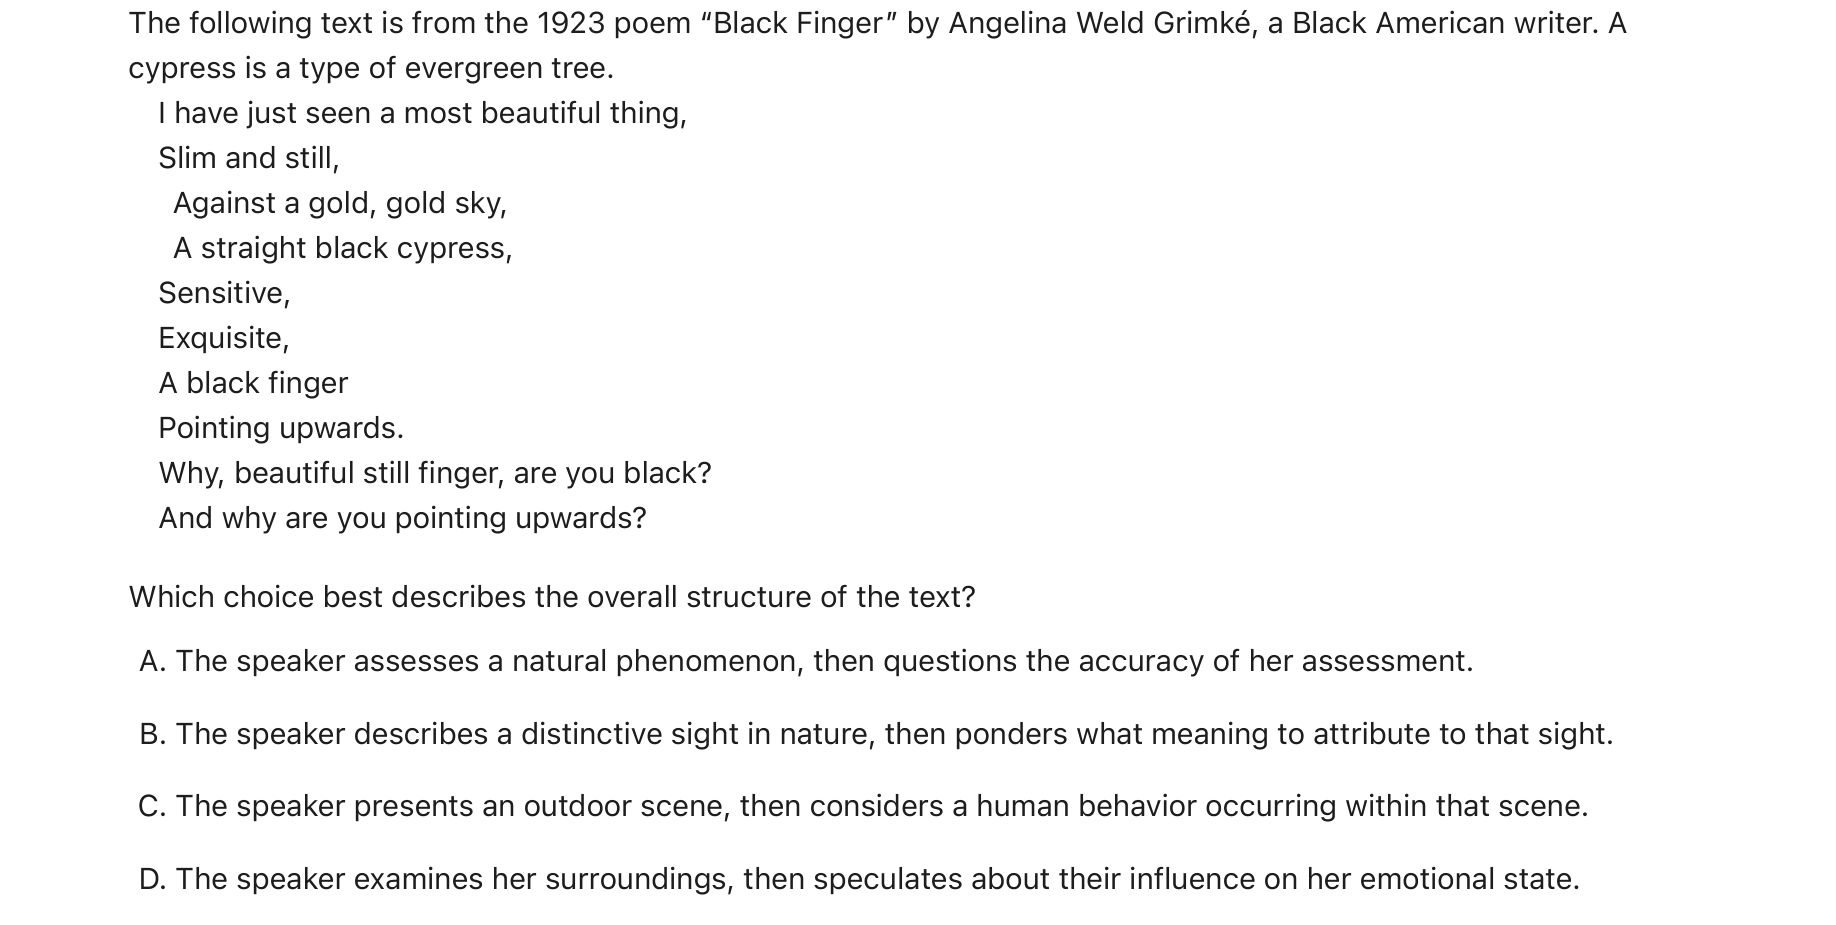 The following text is from the 1923 poem “Black Finger” by Angelina Weld Grimké, a Black American writer. A
cypress is a type of evergreen tree.
I have just seen a most beautiful thing,
Slim and still,
Against a gold, gold sky,
A straight black cypress,
Sensitive,
Exquisite,
A black finger
Pointing upwards.
Why, beautiful still finger, are you black?
And why are you pointing upwards?
Which choice best describes the overall structure of the text?
A. The speaker assesses a natural phenomenon, then questions the accuracy of her assessment.
B. The speaker describes a distinctive sight in nature, then ponders what meaning to attribute to that sight.
C. The speaker presents an outdoor scene, then considers a human behavior occurring within that scene.
D. The speaker examines her surroundings, then speculates about their influence on her emotional state.